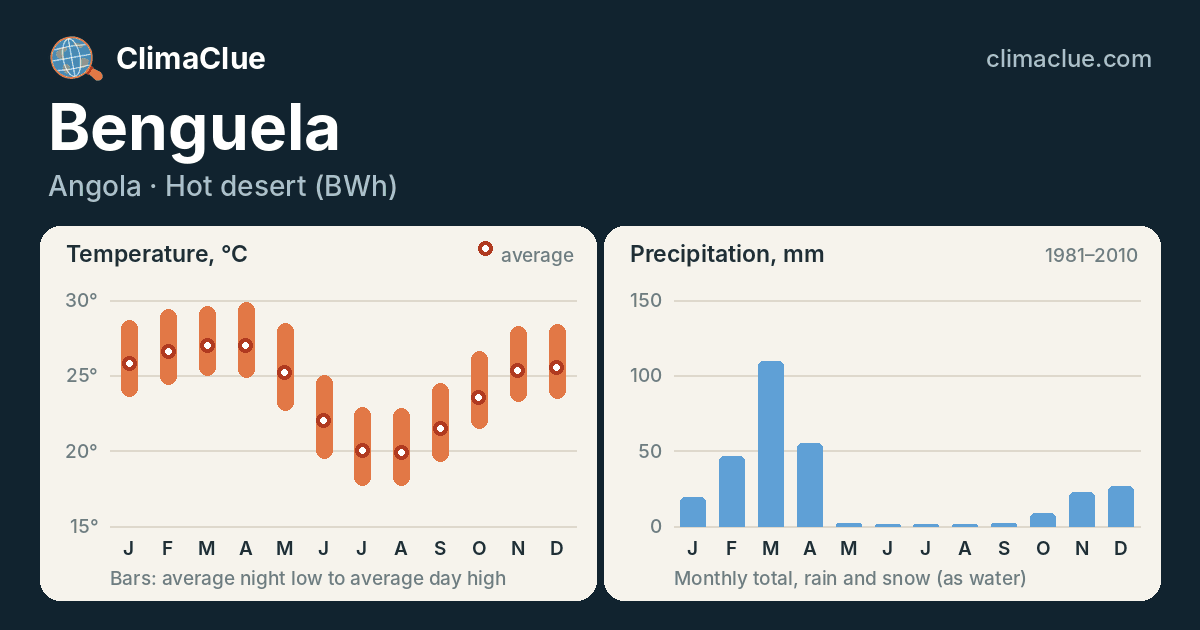 ClimaClue
climaclue.com
Benguela
Angola · Hot desert (BWh)
Temperature, °C
average
30°
25°
20°
15°
J F M A M J J A S O N D
Bars: average night low to average day high
Precipitation, mm
1981–2010
150
100
50
0
J F M A M J J A S O N D
Monthly total, rain and snow (as water)